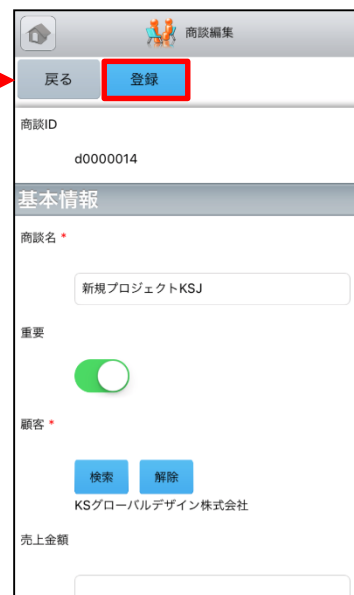 商談編集
戻る 登録
商談ID
d0000014
基本情報
商談名 *
新規プロジェクトKSJ
重要
顧客 *
検索 解除
KSグローバルデザイン株式会社
売上金額